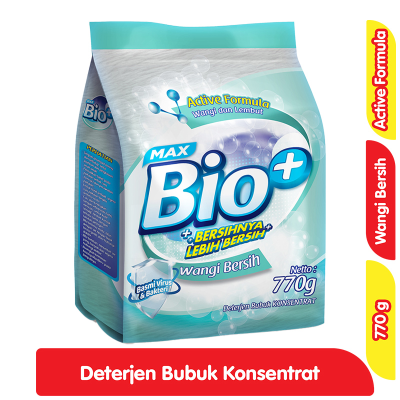 Active Formula
Wangi dan Lembut
MAX
Bio+
BERSIHNYA
LEBIH BERSIH
Wangi Bersih
Basmi Virus
& Bakteri
Netto :
770g
Deterjen Bubuk KONSENTRAT
MAX
Bio+
Active Formula
Wangi Bersih
770 g
Deterjen Bubuk Konsentrat